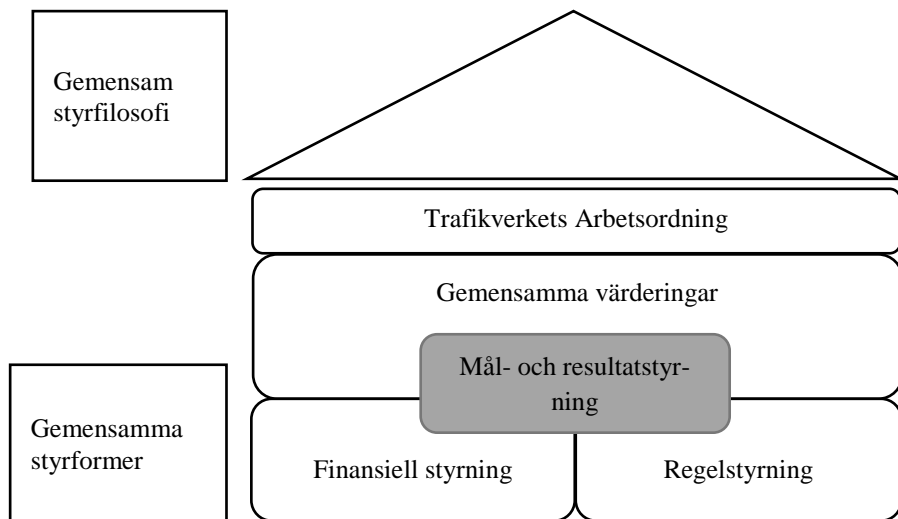 Gemensam
styrfilosofi
Trafikverkets Arbetsordning
Gemensamma värderingar
Mål- och resultatstyr-
ning
Gemensamma
styrformer
Finansiell styrning
Regelstyrning